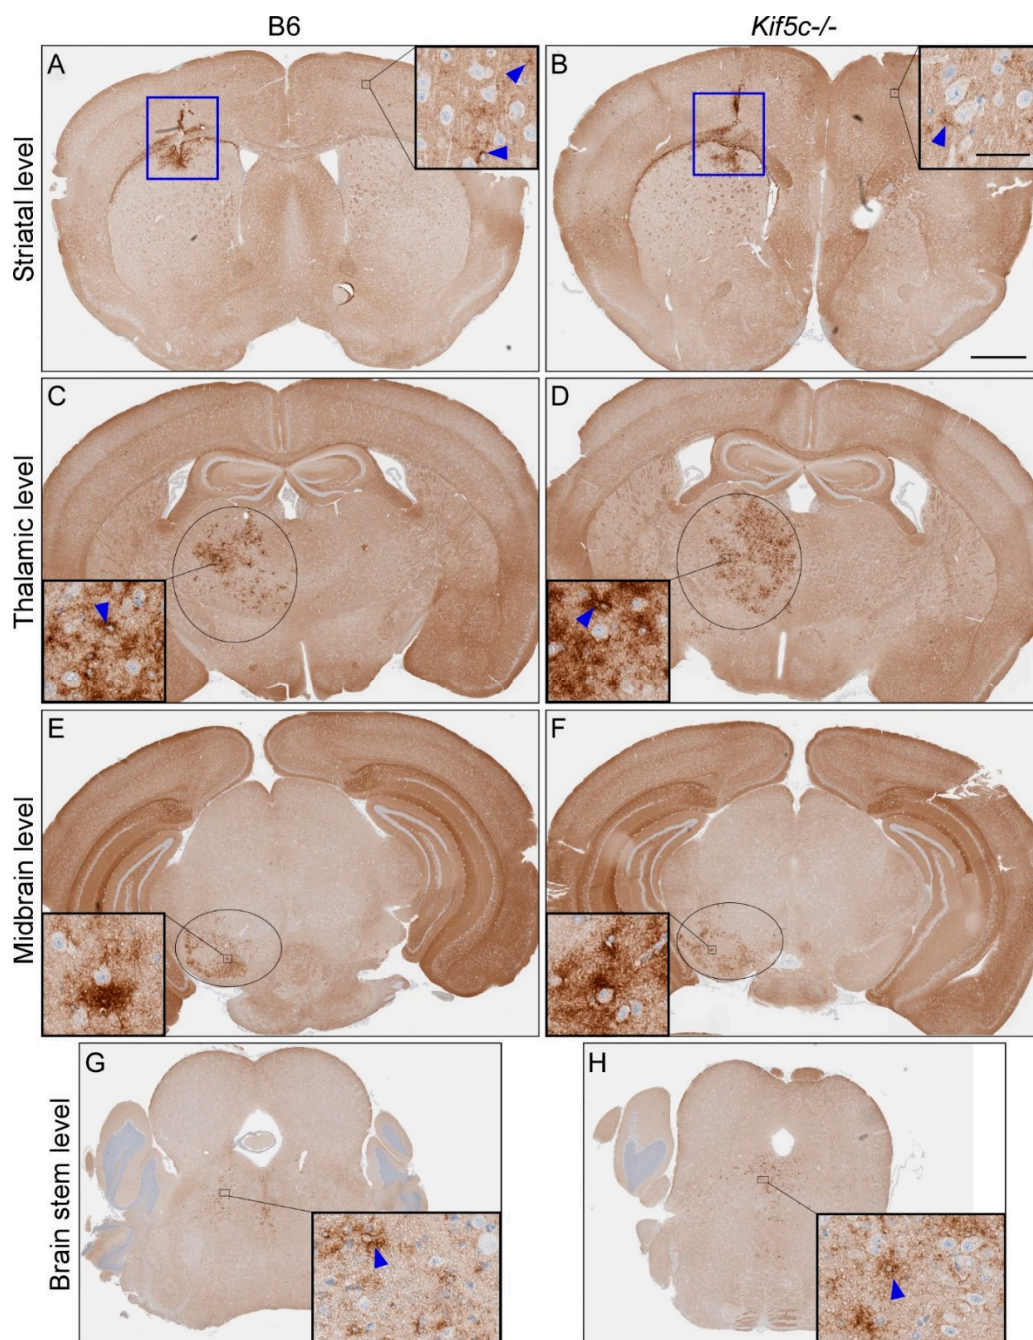 B6
Kif5c-/-
Striatal level
A
B
Thalamic level
C
D
Midbrain level
E
F
Brain stem level
G
H